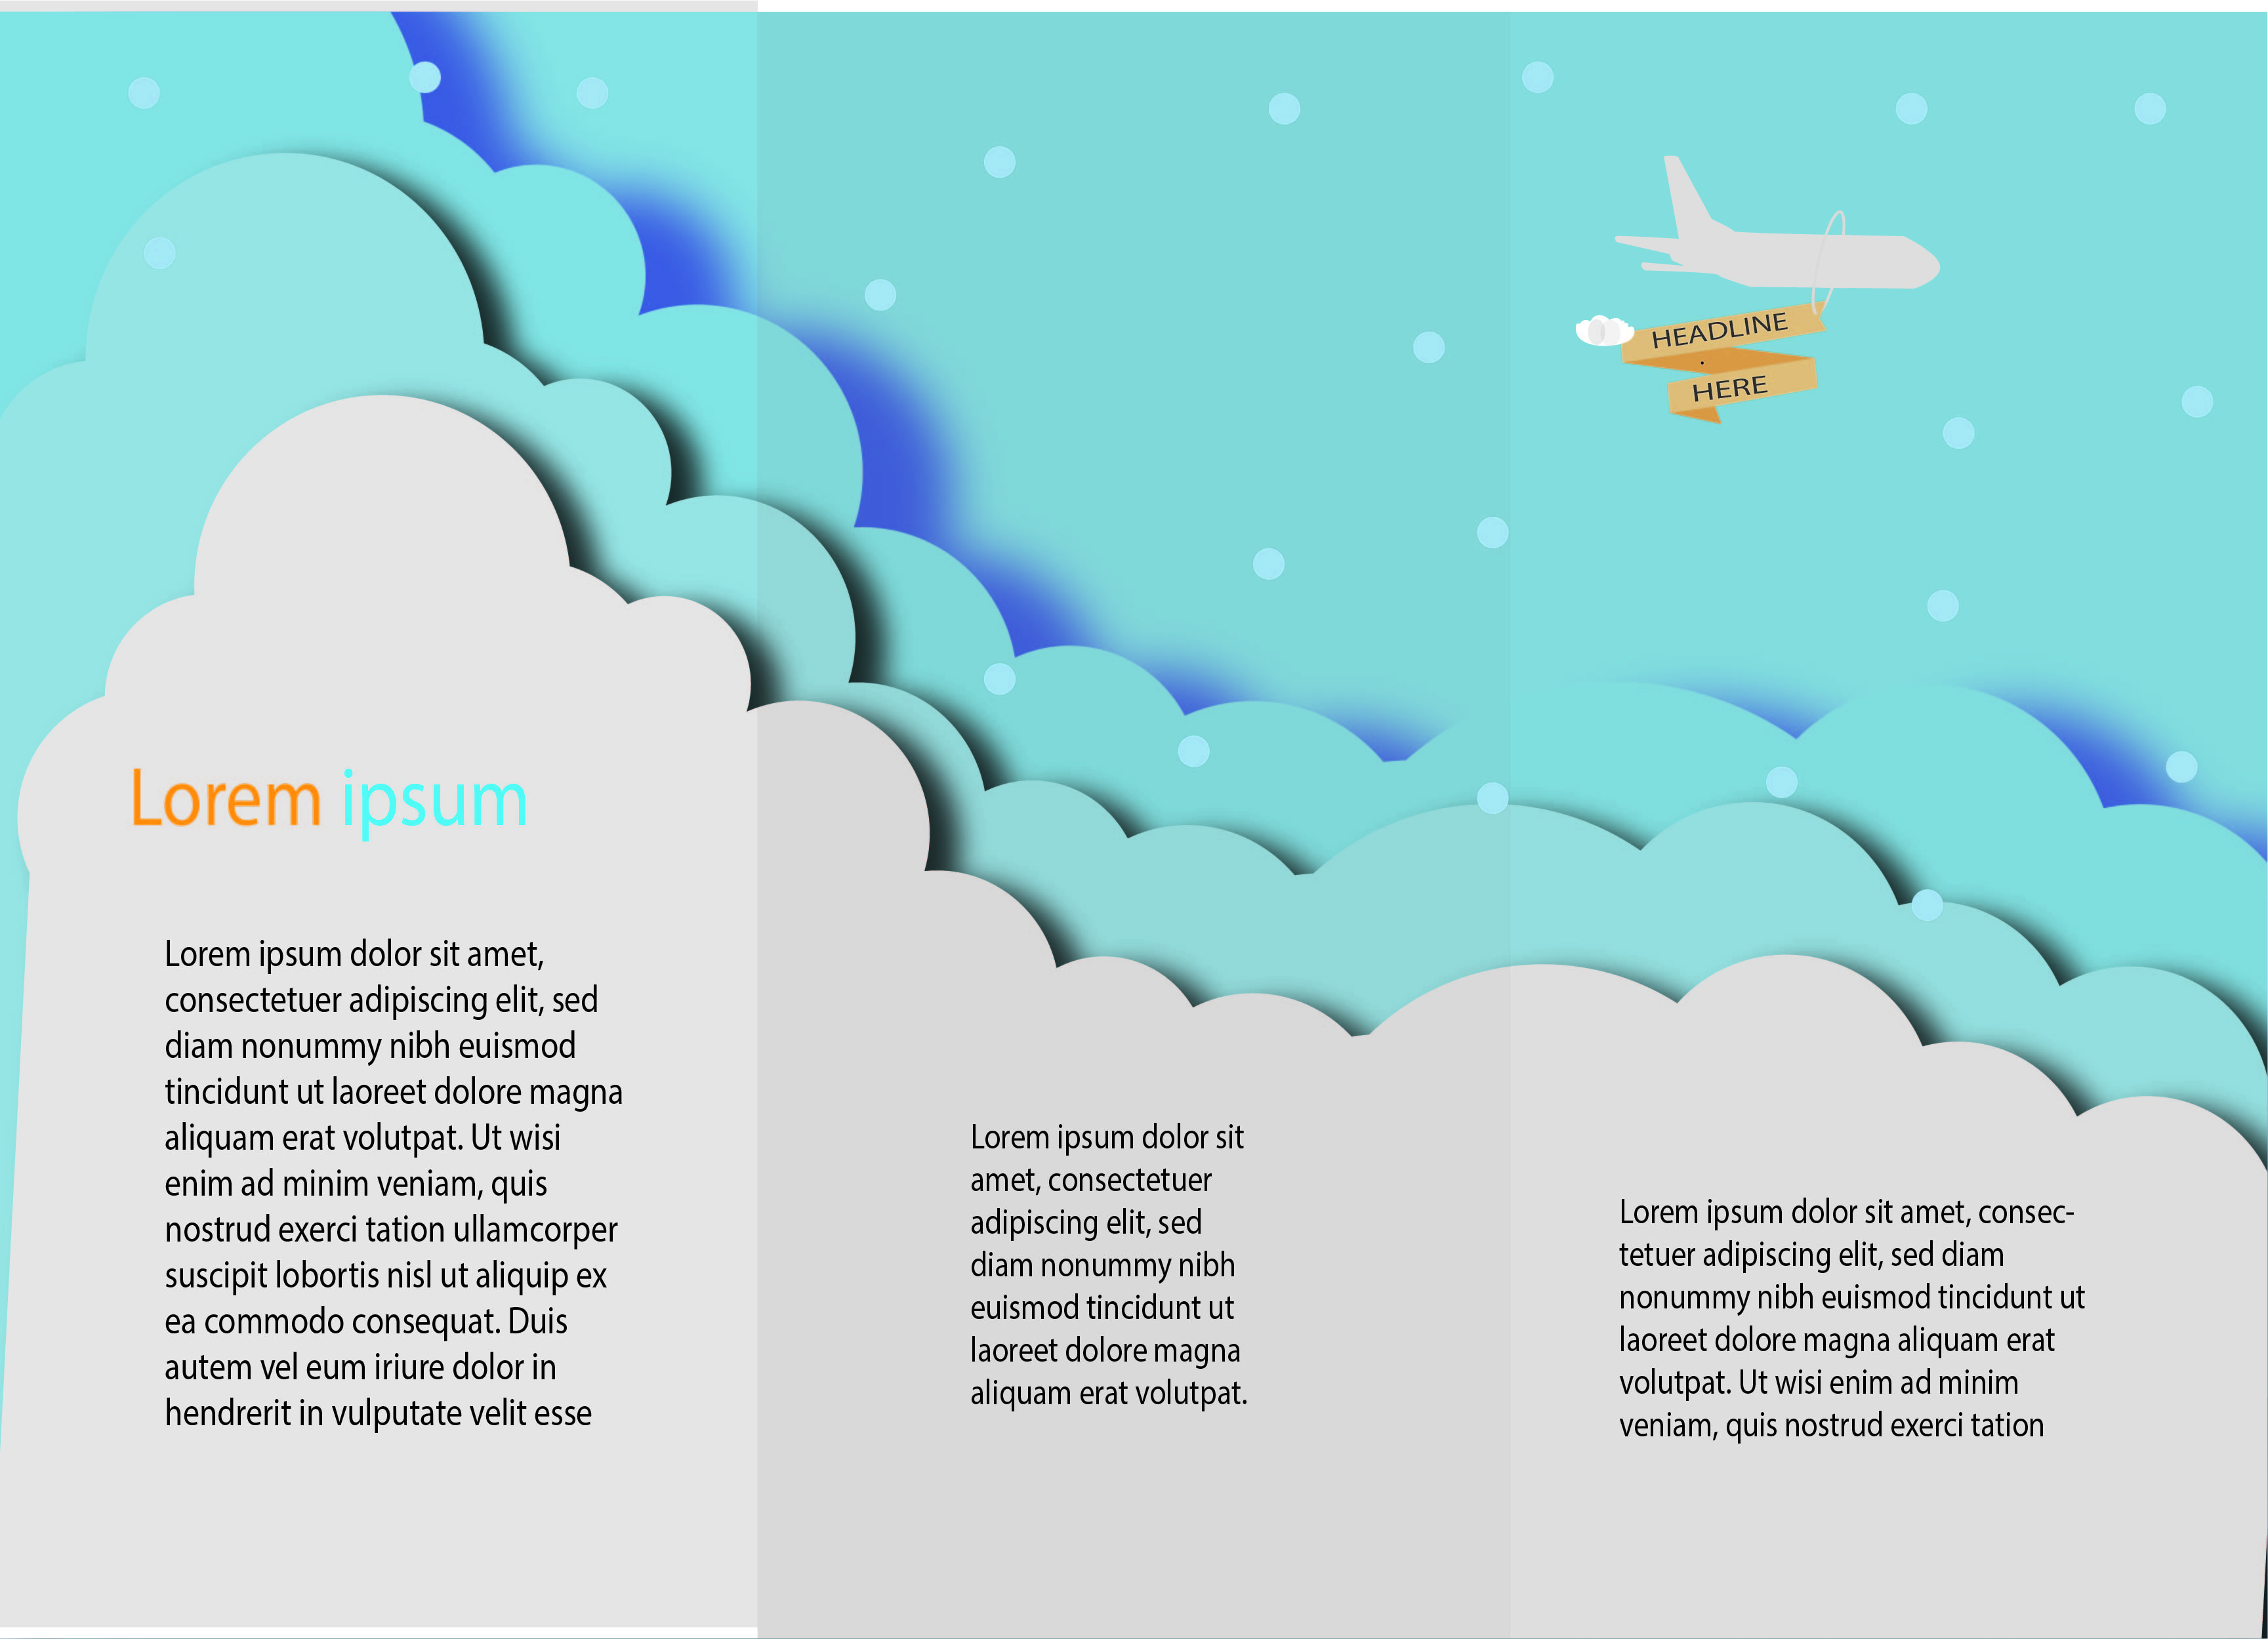 HEADLINE
HERE
Lorem ipsum
Lorem ipsum dolor sit amet,
consectetuer adipiscing elit, sed
diam nonummy nibh euismod
tincidunt ut laoreet dolore magna
aliquam erat volutpat. Ut wisi
enim ad minim veniam, quis
nostrud exerci tation ullamcorper
suscipit lobortis nisl ut aliquip ex
ea commodo consequat. Duis
autem vel eum iriure dolor in
hendrerit in vulputate velit esse
Lorem ipsum dolor sit
amet, consectetuer
adipiscing elit, sed
diam nonummy nibh
euismod tincidunt ut
laoreet dolore magna
aliquam erat volutpat.
Lorem ipsum dolor sit amet, consec-
tetuer adipiscing elit, sed diam
nonummy nibh euismod tincidunt ut
laoreet dolore magna aliquam erat
volutpat. Ut wisi enim ad minim
veniam, quis nostrud exerci tation